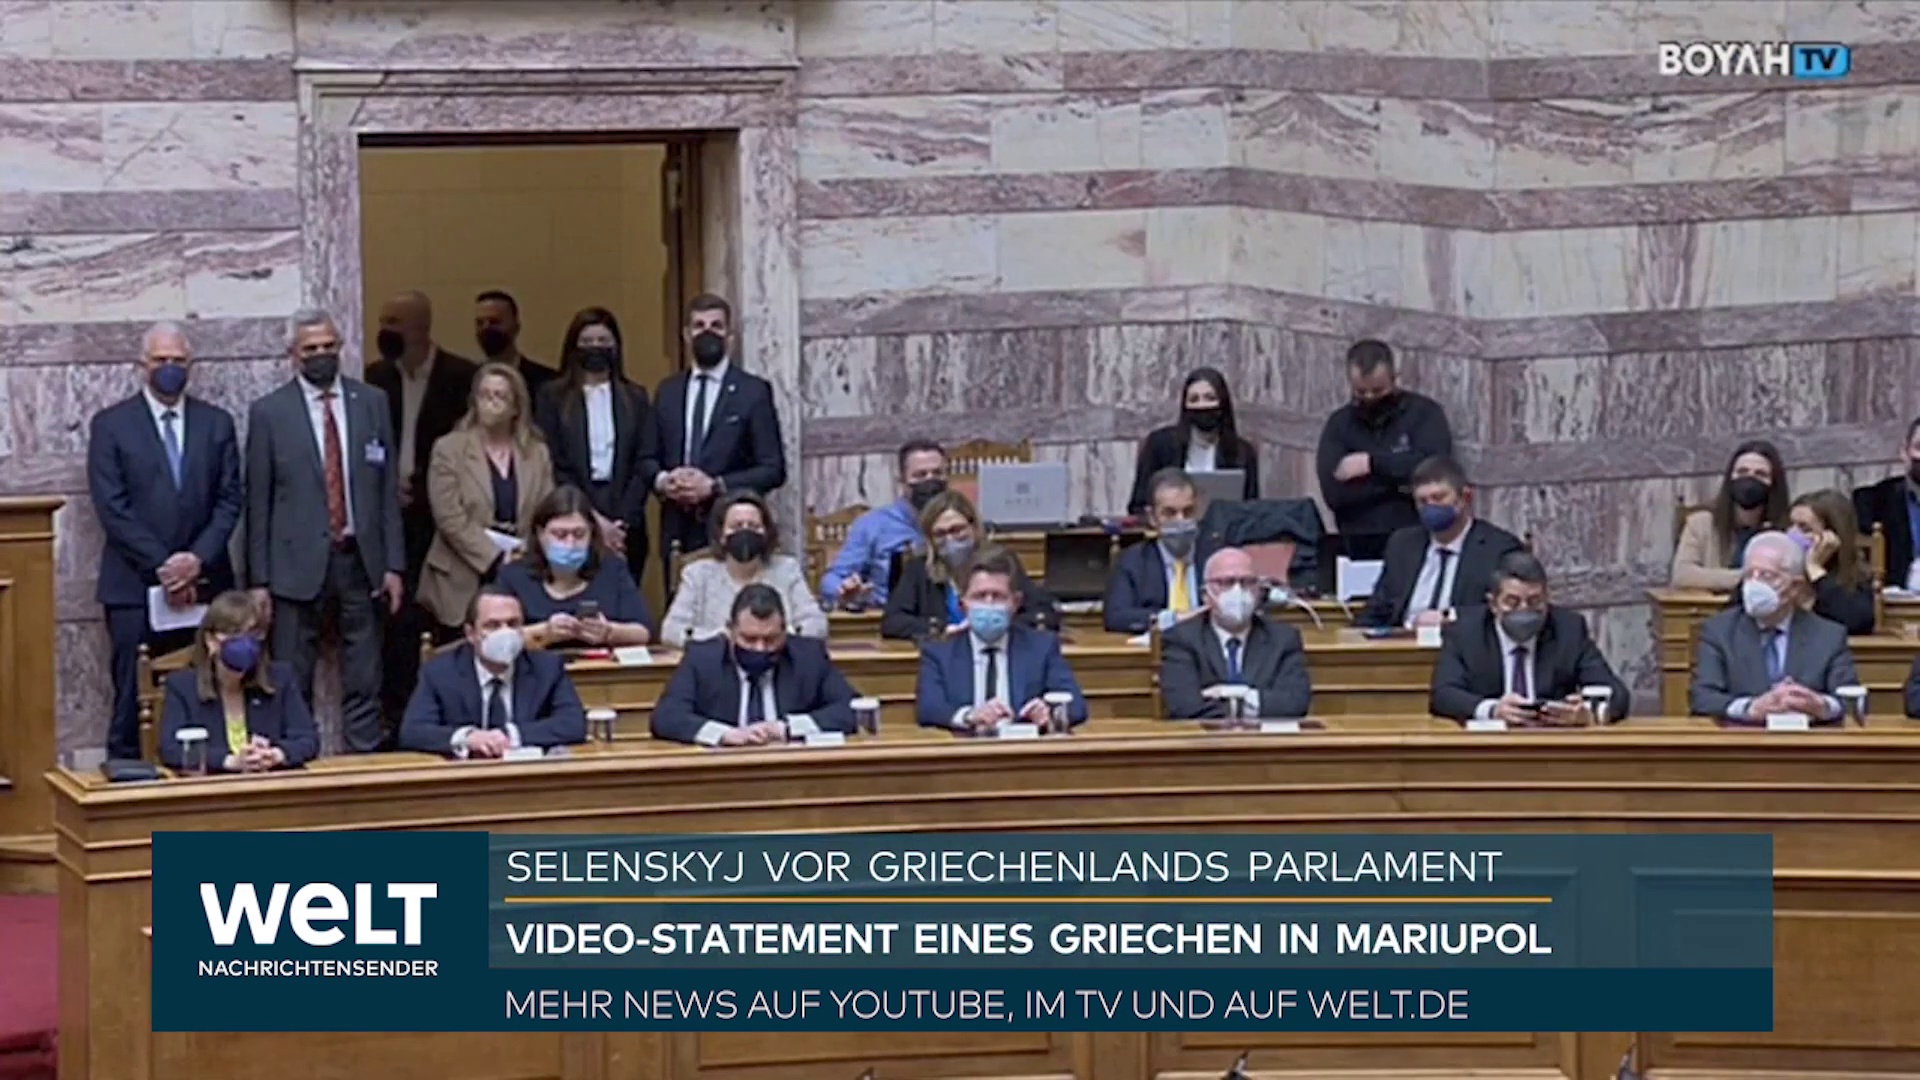 ΒΟΥΛΗ TV
SELENSKYJ VOR GRIECHENLANDS PARLAMENT
VIDEO-STATEMENT EINES GRIECHEN IN MARIUPOL
WELT
NACHRICHTENSENDER
MEHR NEWS AUF YOUTUBE, IM TV UND AUF WELT.DE